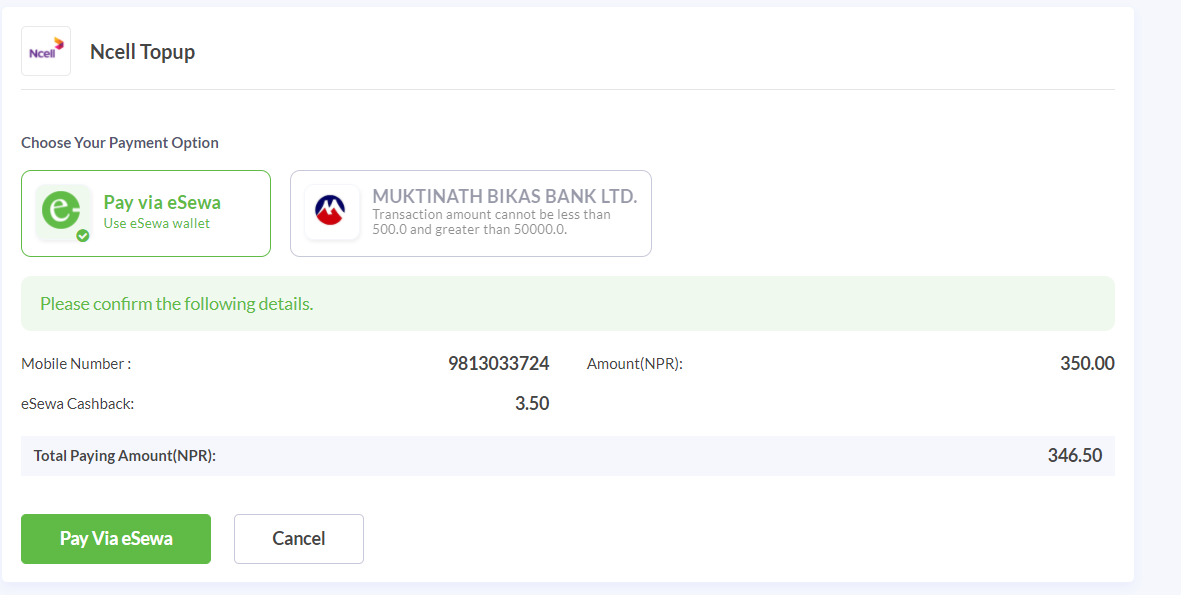 Ncell
Ncell Topup
Choose Your Payment Option
Pay via eSewa
Use eSewa wallet
MUKTINATH BIKAS BANK LTD.
Transaction amount cannot be less than
500.0 and greater than 50000.0.
Please confirm the following details.
Mobile Number : 9813033724 Amount(NPR): 350.00
eSewa Cashback: 3.50
Total Paying Amount(NPR): 346.50
Pay Via eSewa Cancel